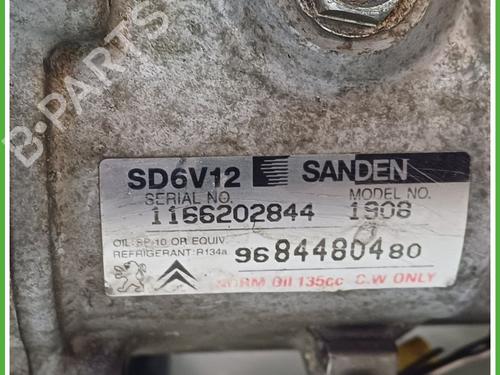 B-PARTS
SD6V12 SANDEN
SERIAL NO. MODEL NO.
1166202844 1908
OIL: SP-10 OR EQUIV.
REFRIGERANT: R134a 9684480480
NORM Oil 135cc C.W ONLY